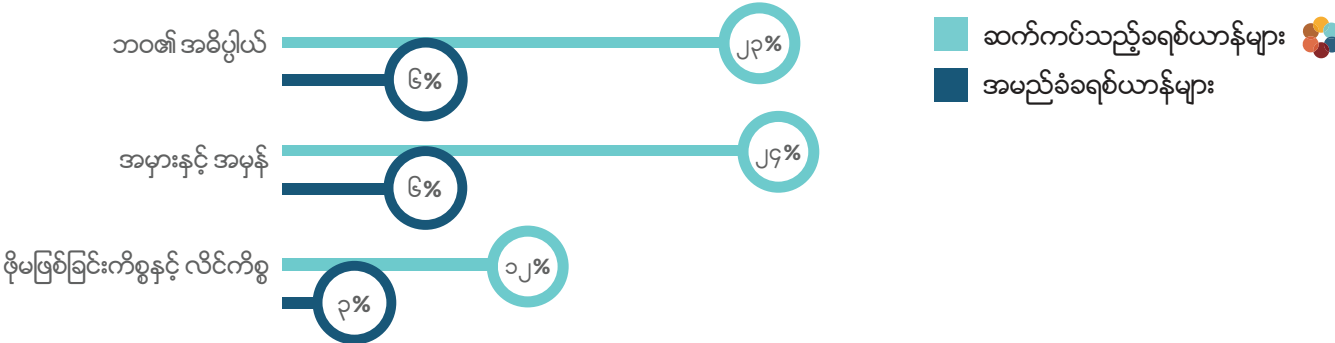 ဘဝ၏ အဓိပ္ပါယ်
၂၃%
၆%
အမှားနှင့် အမှန်
၂၄%
၆%
ဖိုမဖြစ်ခြင်းကိစ္စနှင့် လိင်ကိစ္စ
၁၂%
၃%
ဆက်ကပ်သည့်ခရစ်ယာန်များ
အမည်ခံခရစ်ယာန်များ